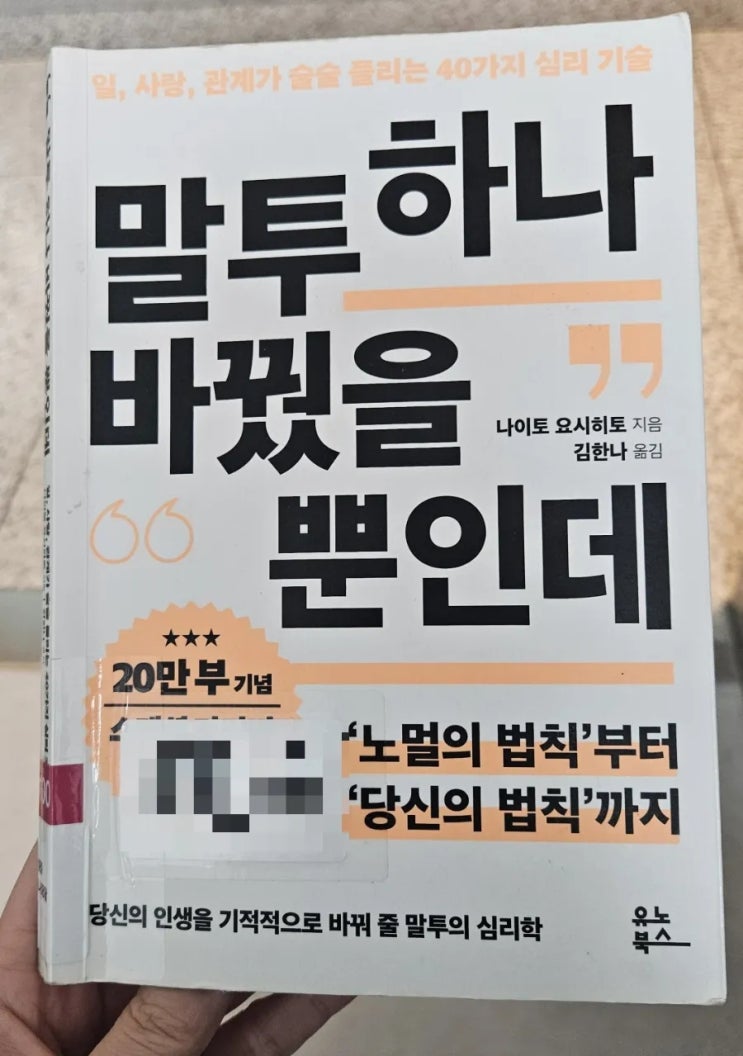 일, 사랑, 관계가 술술 풀리는 40가지 심리 기술
말투 하나
바꿨을
”
나이토 요시히토 지음
김한나 옮김
“
뿐인데
★★★
20만 부 기념
‘노멀의 법칙’부터
‘당신의 법칙’까지
당신의 인생을 기적적으로 바꿔 줄 말투의 심리학
유노
북스